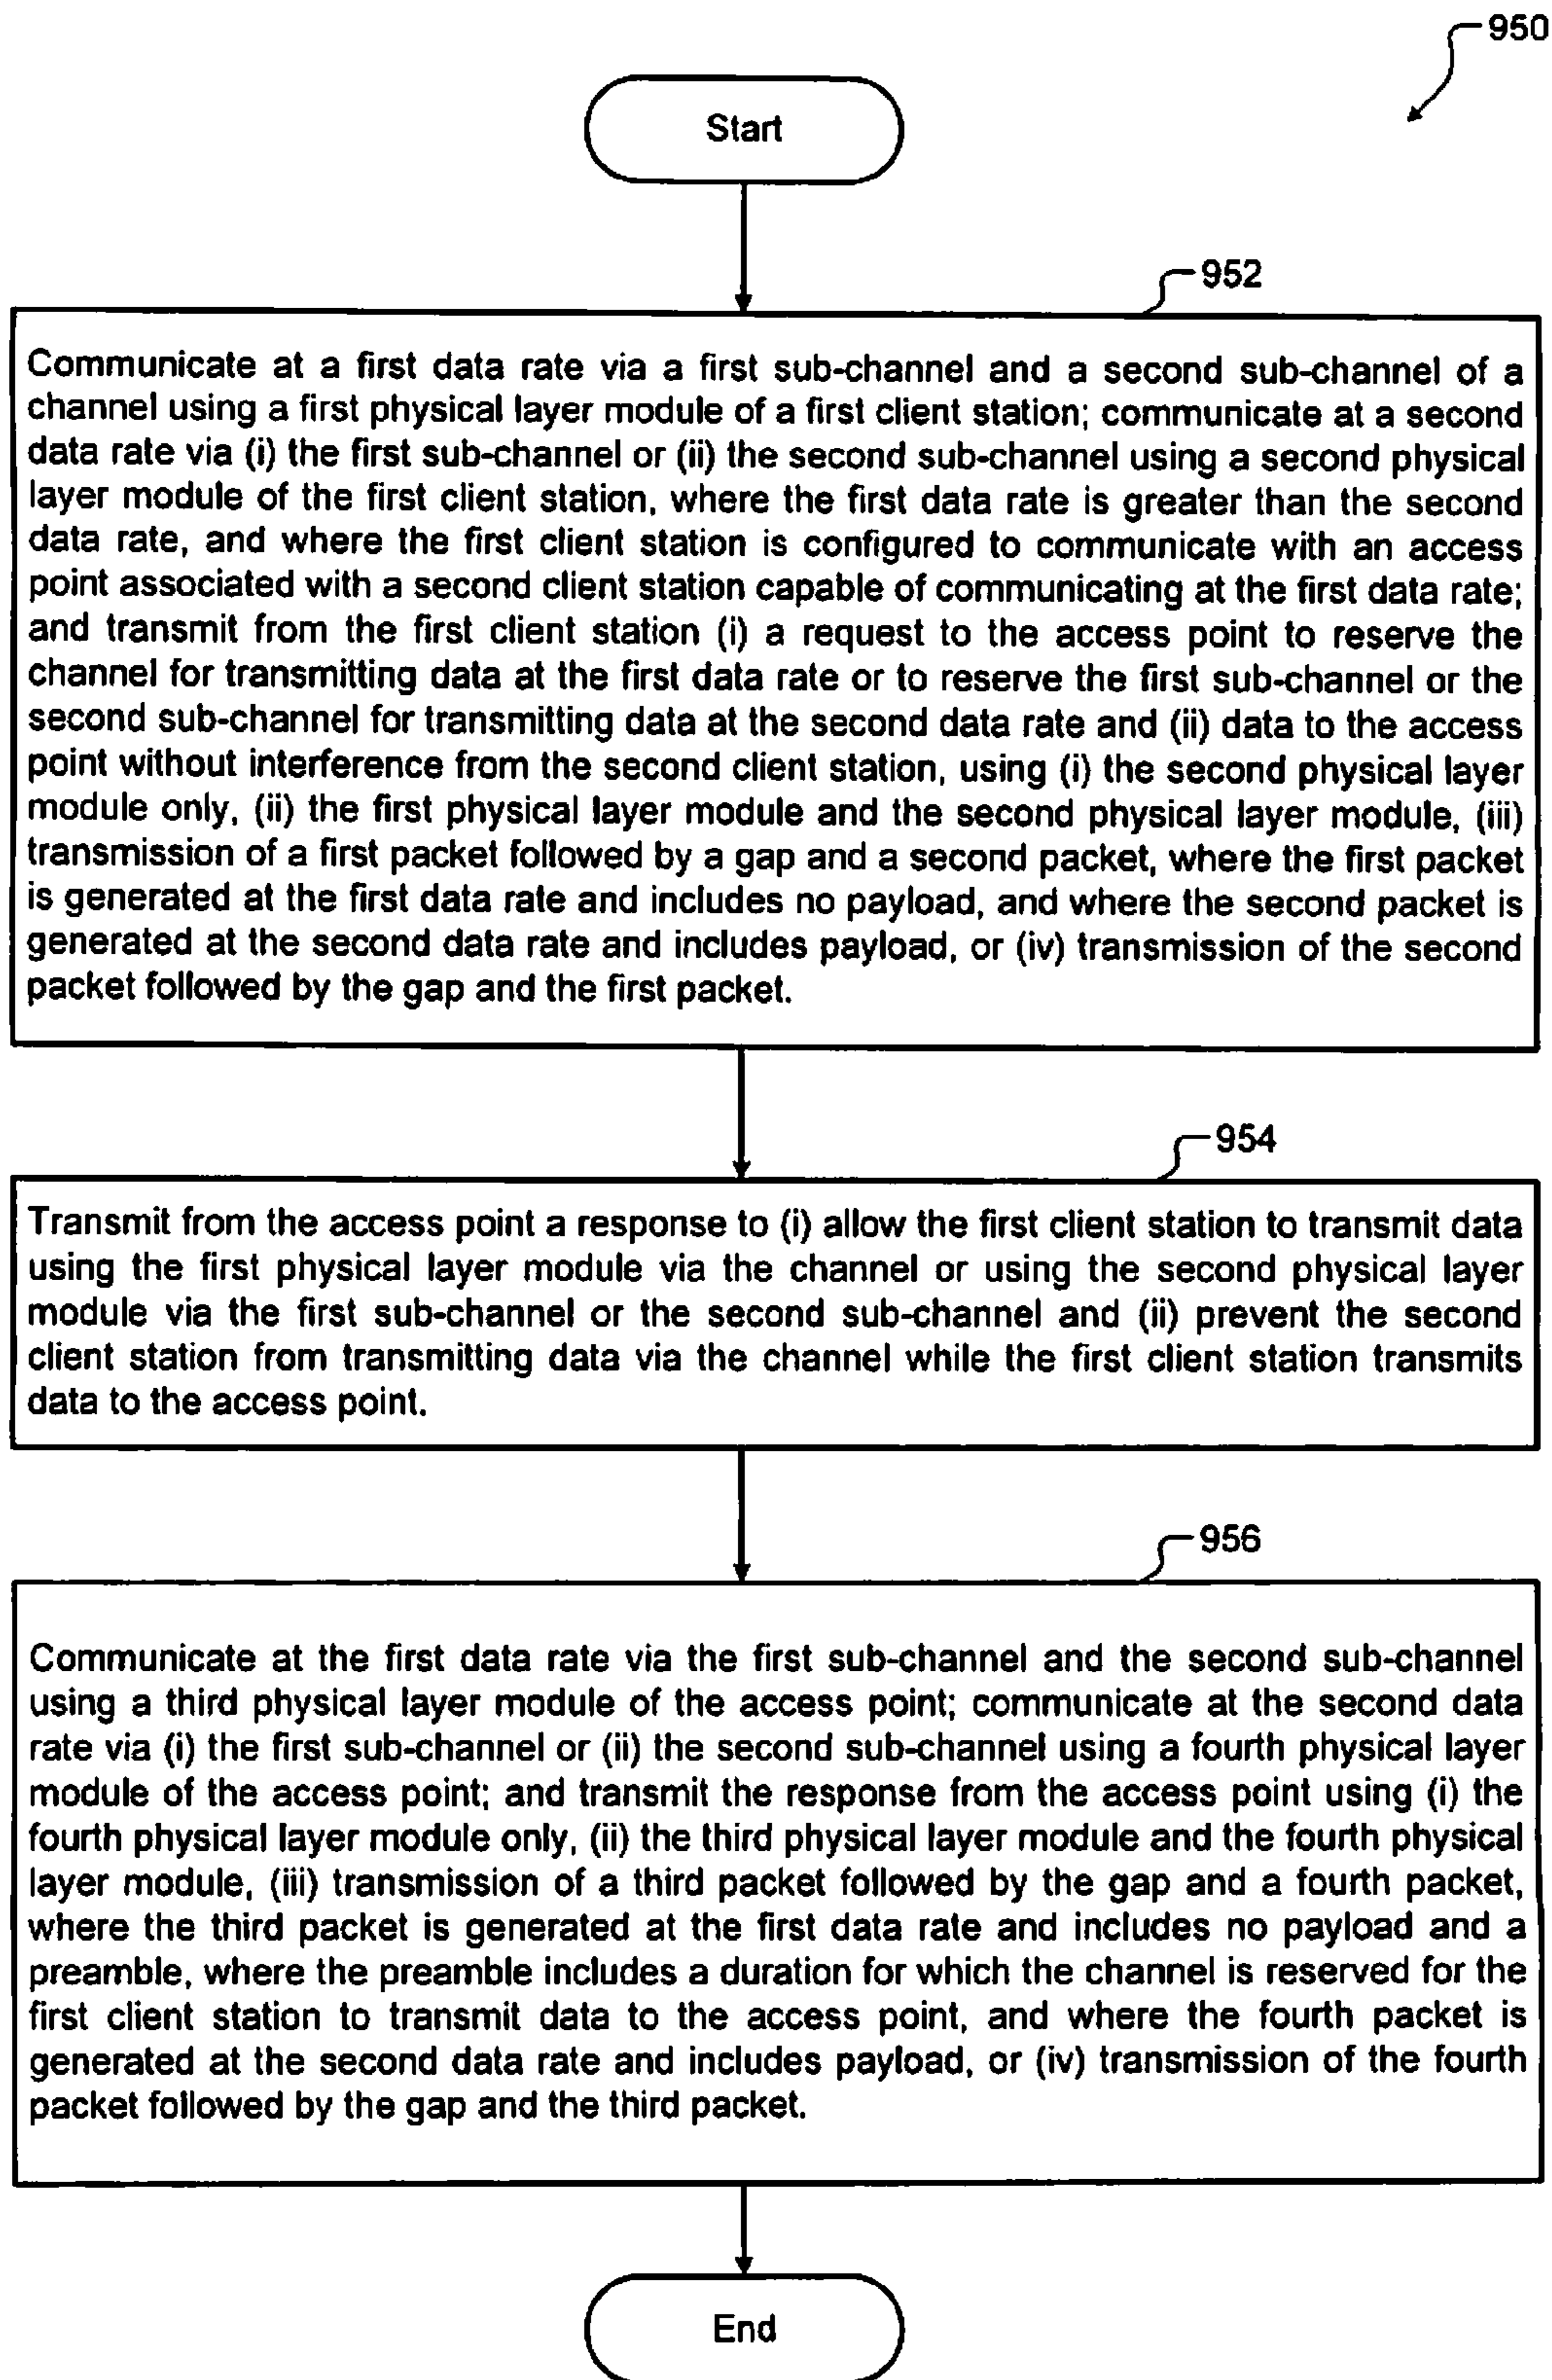 950
Start
952
Communicate at a first data rate via a first sub-channel and a second sub-channel of a
channel using a first physical layer module of a first client station; communicate at a second
data rate via (i) the first sub-channel or (ii) the second sub-channel using a second physical
layer module of the first client station, where the first data rate is greater than the second
data rate, and where the first client station is configured to communicate with an access
point associated with a second client station capable of communicating at the first data rate;
and transmit from the first client station (i) a request to the access point to reserve the
channel for transmitting data at the first data rate or to reserve the first sub-channel or the
second sub-channel for transmitting data at the second data rate and (ii) data to the access
point without interference from the second client station, using (i) the second physical layer
module only, (ii) the first physical layer module and the second physical layer module, (iii)
transmission of a first packet followed by a gap and a second packet, where the first packet
is generated at the first data rate and includes no payload, and where the second packet is
generated at the second data rate and includes payload, or (iv) transmission of the second
packet followed by the gap and the first packet.
954
Transmit from the access point a response to (i) allow the first client station to transmit data
using the first physical layer module via the channel or using the second physical layer
module via the first sub-channel or the second sub-channel and (ii) prevent the second
client station from transmitting data via the channel while the first client station transmits
data to the access point.
956
Communicate at the first data rate via the first sub-channel and the second sub-channel
using a third physical layer module of the access point; communicate at the second data
rate via (i) the first sub-channel or (ii) the second sub-channel using a fourth physical layer
module of the access point; and transmit the response from the access point using (i) the
fourth physical layer module only, (ii) the third physical layer module and the fourth physical
layer module, (iii) transmission of a third packet followed by the gap and a fourth packet,
where the third packet is generated at the first data rate and includes no payload and a
preamble, where the preamble includes a duration for which the channel is reserved for the
first client station to transmit data to the access point, and where the fourth packet is
generated at the second data rate and includes payload, or (iv) transmission of the fourth
packet followed by the gap and the third packet.
End